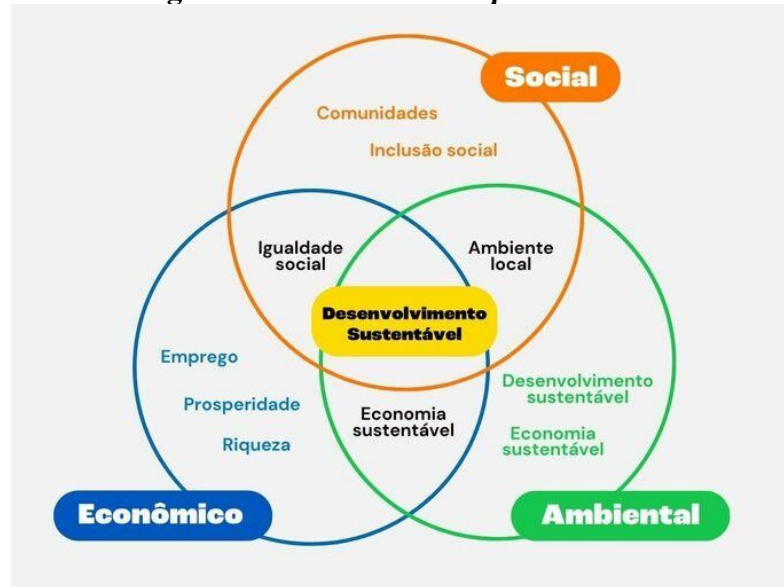 Social
Comunidades
Inclusão social
Igualdade
social
Ambiente
local
Desenvolvimento
Sustentável
Emprego
Prosperidade
Riqueza
Economia
sustentável
Desenvolvimento
sustentável
Economia
sustentável
Econômico
Ambiental